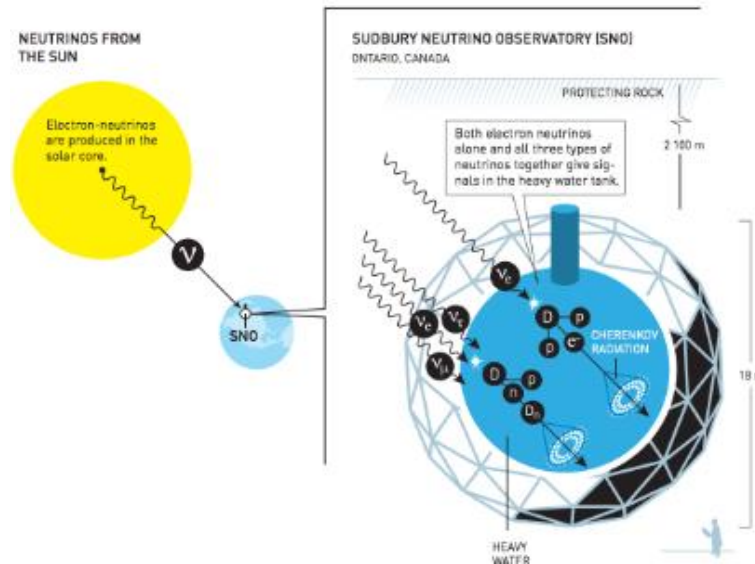 NEUTRINOS FROM
THE SUN
Electron-neutrinos
are produced in the
solar core.
ν
SNO
SUDBURY NEUTRINO OBSERVATORY (SNO)
ONTARIO, CANADA
PROTECTING ROCK
2 100 m
Both electron neutrinos
alone and all three types of
neutrinos together give sig-
nals in the heavy water tank.
νe
νe
ντ
νμ
D
p
p
e-
CHERENKOV
RADIATION
D
p
n
Dn
18
HEAVY
WATER